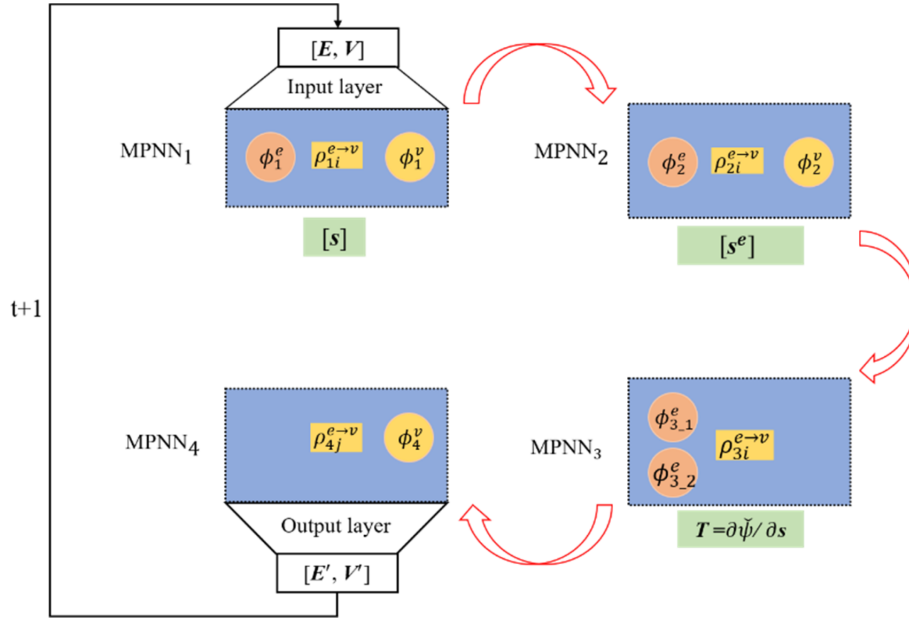 [E, V]
Input layer
MPNN₁
ϕ₁ᵉ ρ₁ᵢᵉ→ᵛ ϕ₁ᵛ
[s]
MPNN₂
ϕ₂ᵉ ρ₂ᵢᵉ→ᵛ ϕ₂ᵛ
[sᵉ]
t+1
MPNN₄
ρ₄ⱼᵉ→ᵛ ϕ₄ᵛ
Output layer
[E′, V′]
MPNN₃
ϕ₃_₁ᵉ
ρ₃ᵢᵉ→ᵛ
ϕ₃_₂ᵉ
T =∂ψ̌/ ∂s